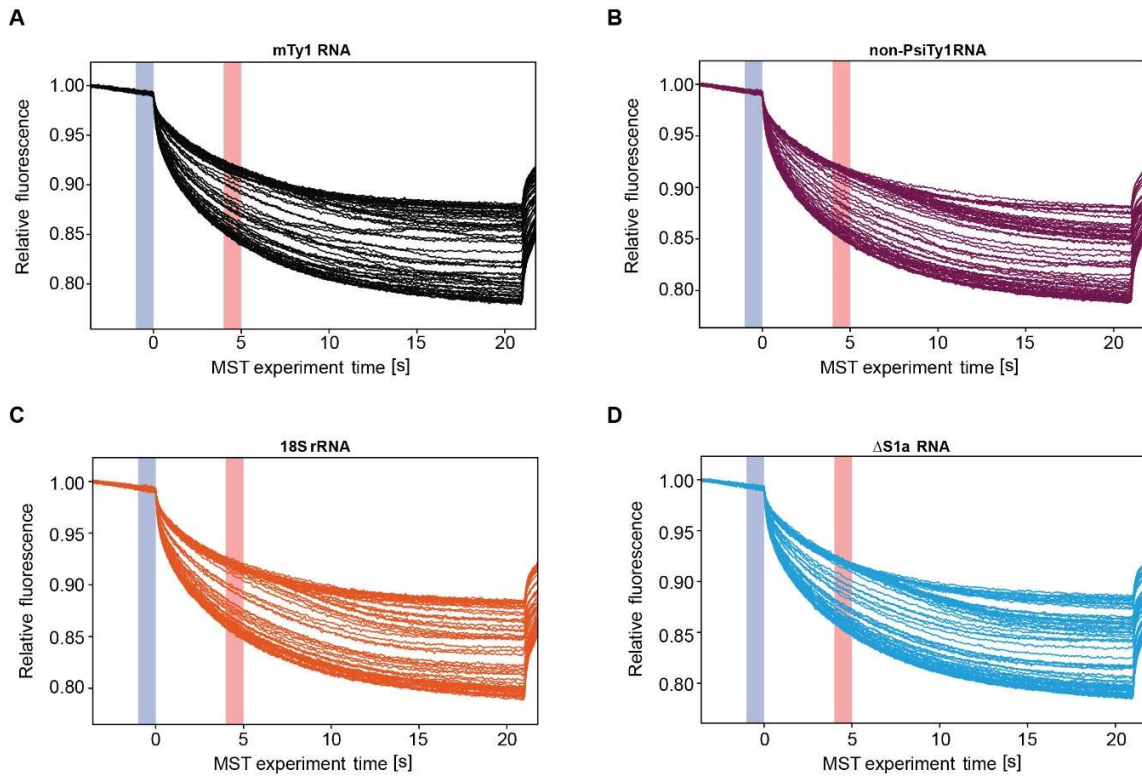 A
mTy1 RNA
Relative fluorescence
1.00
0.95
0.90
0.85
0.80
0 5 10 15 20
MST experiment time [s]
B
non-PsiTy1RNA
Relative fluorescence
1.00
0.95
0.90
0.85
0.80
0 5 10 15 20
MST experiment time [s]
C
18S rRNA
Relative fluorescence
1.00
0.95
0.90
0.85
0.80
0 5 10 15 20
MST experiment time [s]
D
ΔS1a RNA
Relative fluorescence
1.00
0.95
0.90
0.85
0.80
0 5 10 15 20
MST experiment time [s]